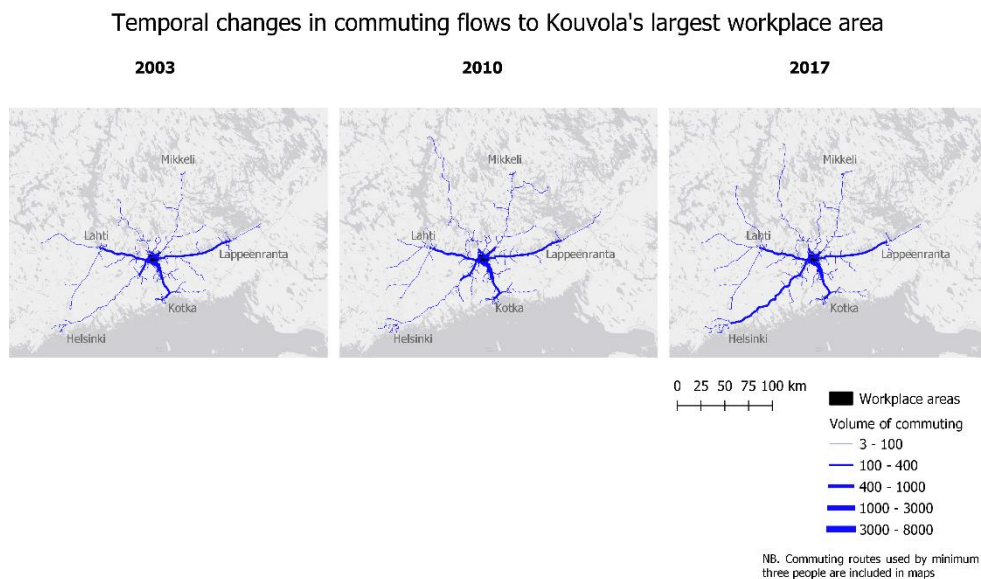 Temporal changes in commuting flows to Kouvola's largest workplace area
2003
2010
2017
Mikkeli
Lahti
Lappeenranta
Kotka
Helsinki
Mikkeli
Lahti
Lappeenranta
Kotka
Helsinki
Mikkeli
Lahti
Lappeenranta
Kotka
Helsinki
0 25 50 75 100 km
Workplace areas
Volume of commuting
3 - 100
100 - 400
400 - 1000
1000 - 3000
3000 - 8000
NB. Commuting routes used by minimum
three people are included in maps